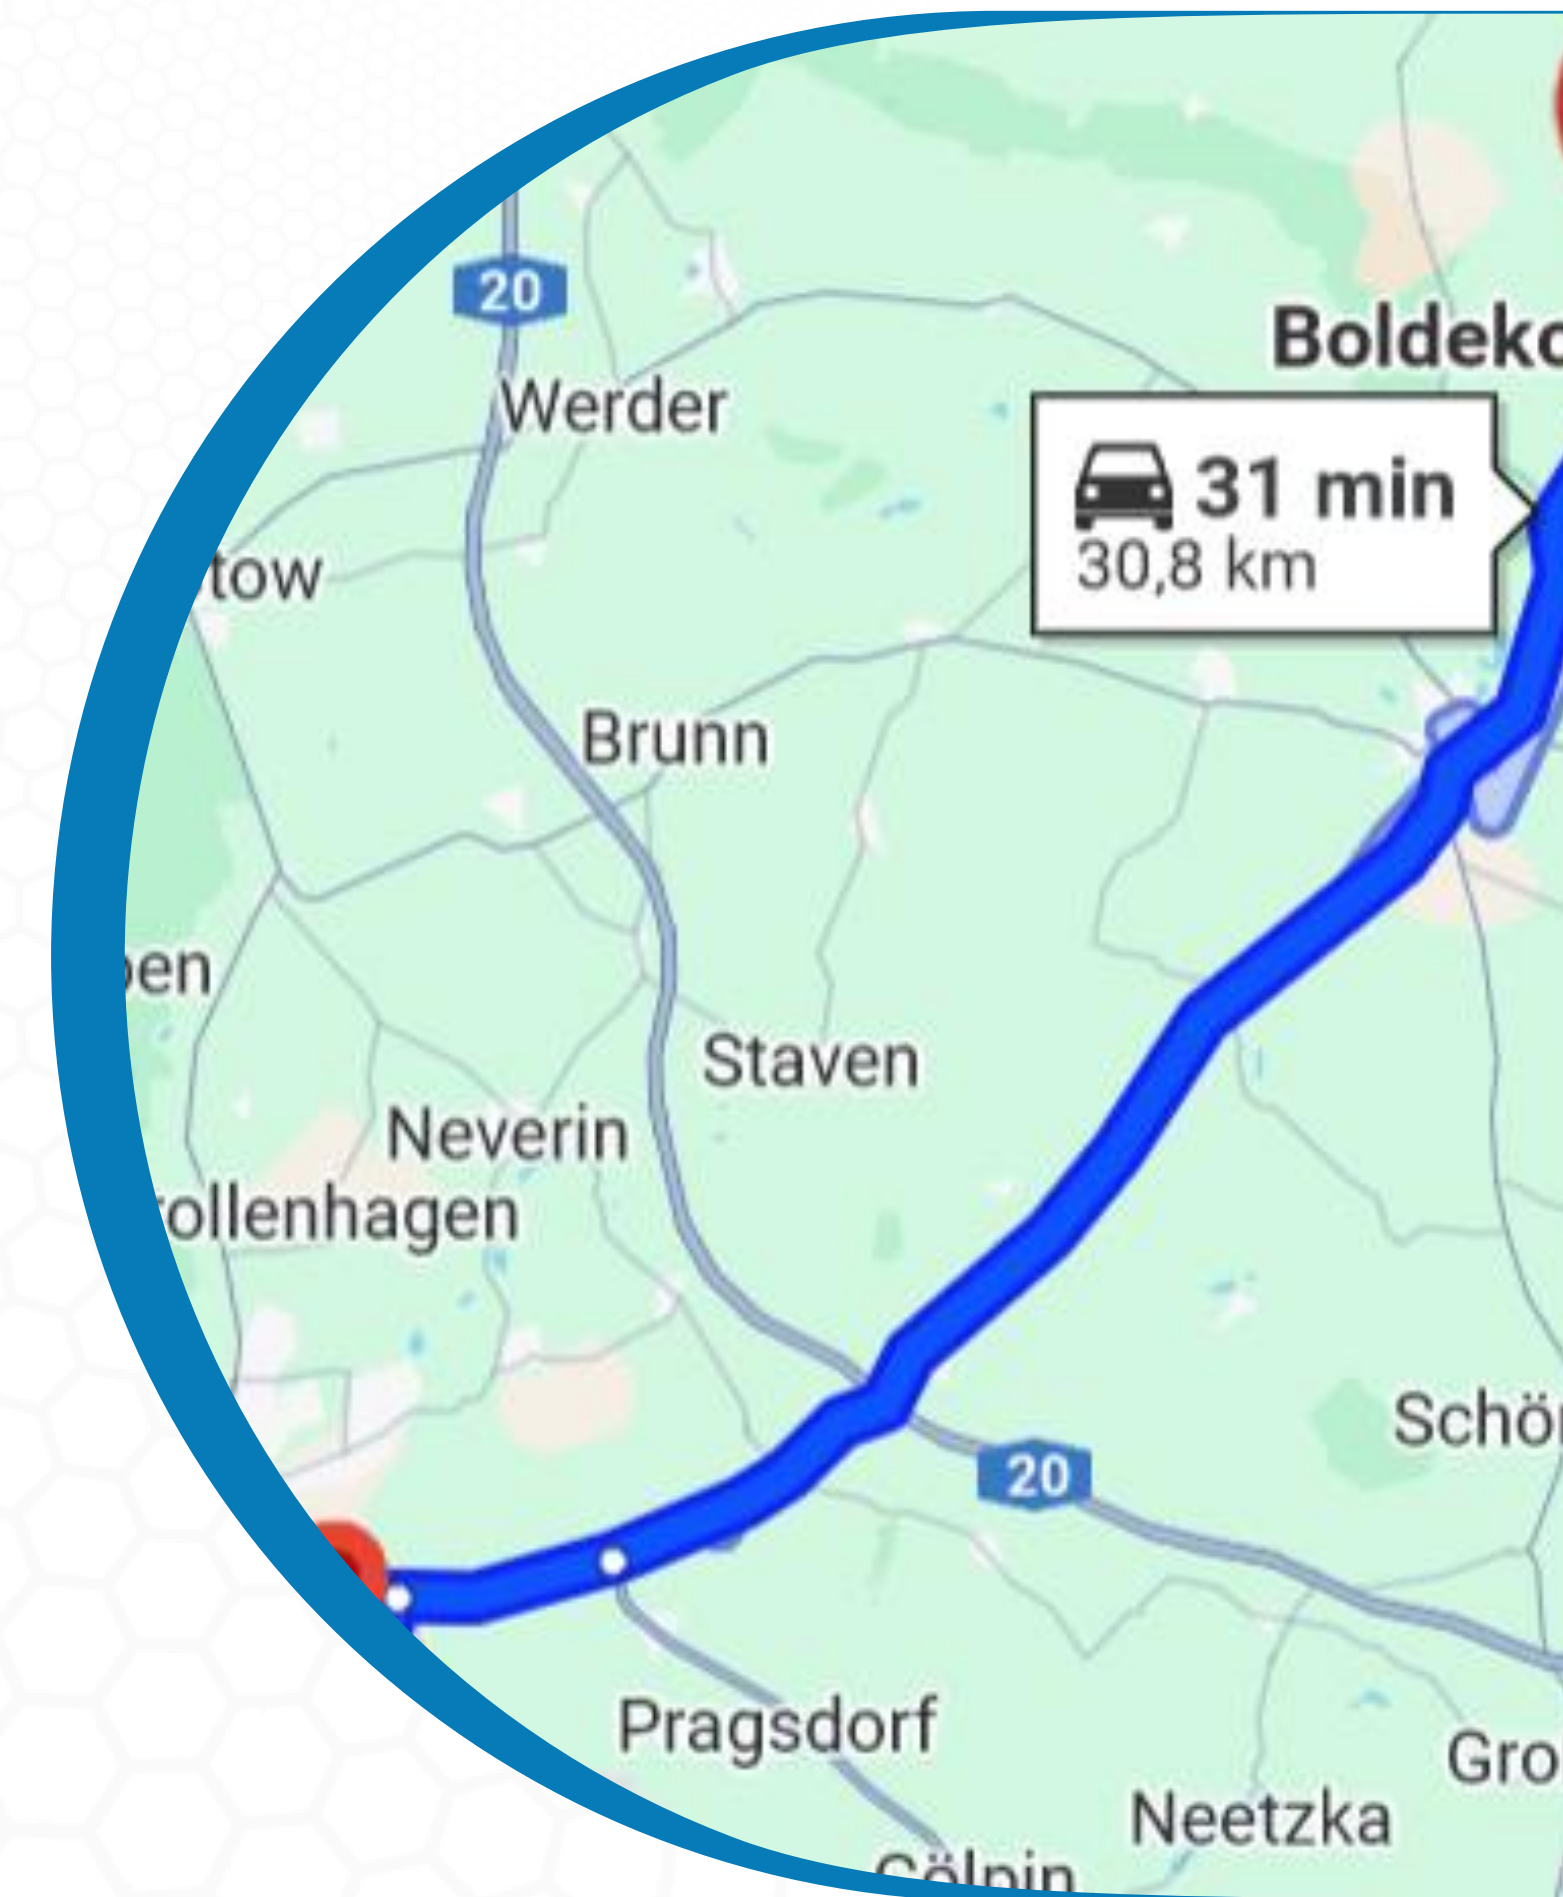 20
Werder
Boldeko
31 min
30,8 km
tow
Brunn
en
Staven
Neverin
ollenhagen
Schö
20
Pragsdorf
Gro
Neetzka
Cölpin